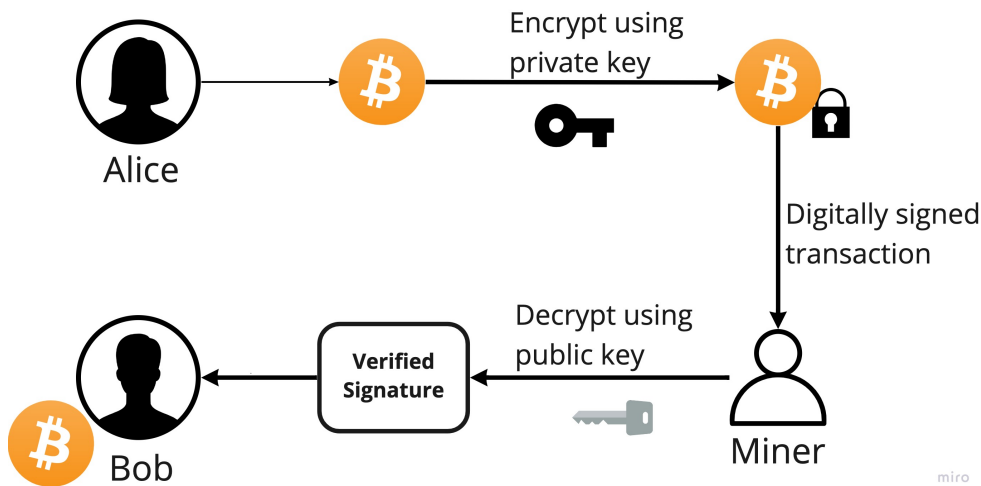 Encrypt using
private key
Alice
Digitally signed
transaction
Decrypt using
public key
Verified
Signature
Miner
Bob
miro